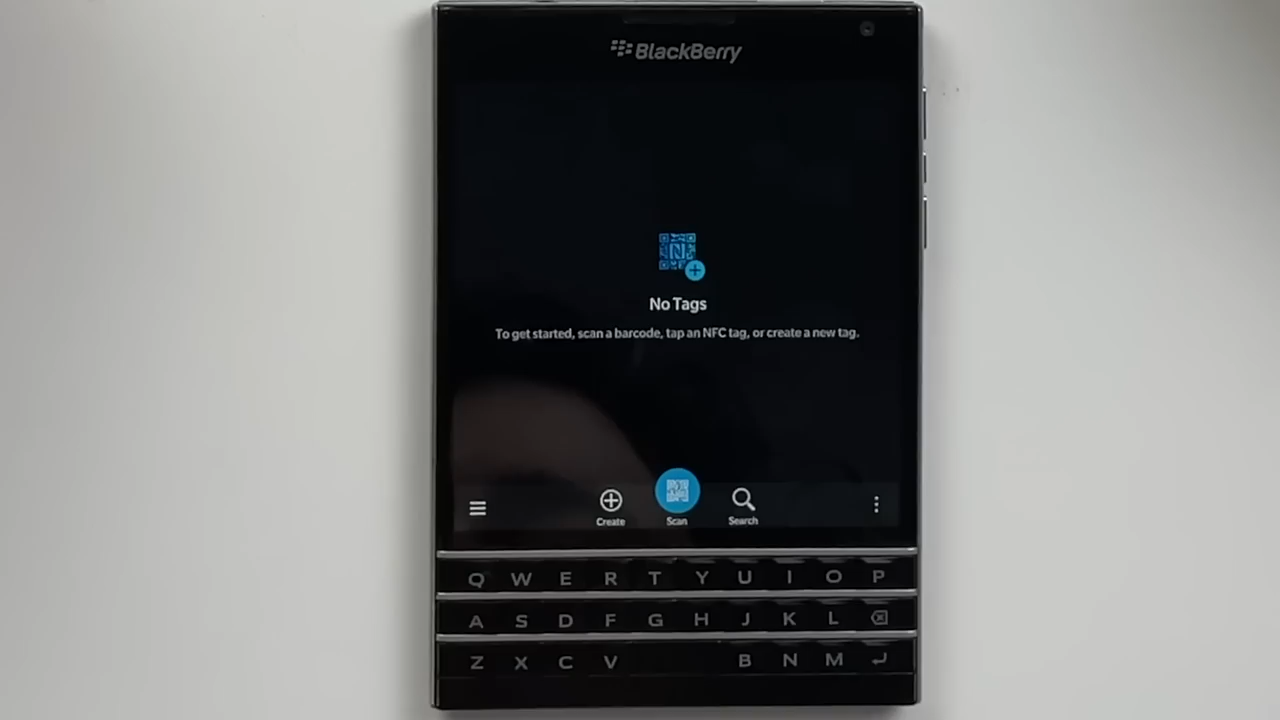 BlackBerry
No Tags
To get started, scan a barcode, tap an NFC tag, or create a new tag.
Create Scan Search
Q W E R T Y U I O P
A S D F G H J K L
Z X C V B N M